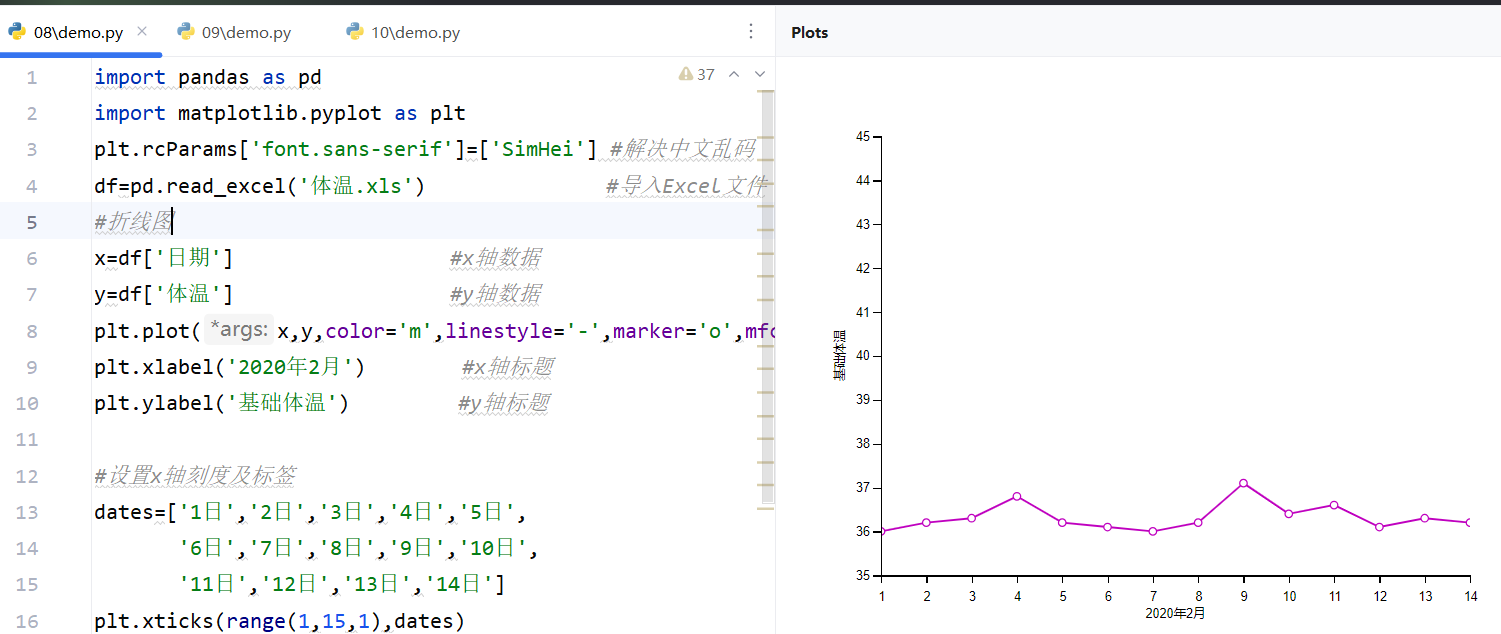 08\demo.py
09\demo.py
10\demo.py
Plots
37
1 import pandas as pd
2 import matplotlib.pyplot as plt
3 plt.rcParams['font.sans-serif']=['SimHei'] #解决中文乱码
4 df=pd.read_excel('体温.xls') #导入Excel文件
5 #折线图
6 x=df['日期'] #x轴数据
7 y=df['体温'] #y轴数据
8 plt.plot( *args: x,y,color='m',linestyle='-',marker='o',mfc
9 plt.xlabel('2020年2月') #x轴标题
10 plt.ylabel('基础体温') #y轴标题
11
12 #设置x轴刻度及标签
13 dates=['1日','2日','3日','4日','5日',
14 '6日','7日','8日','9日','10日',
15 '11日','12日','13日','14日']
16 plt.xticks(range(1,15,1),dates)
45
44
43
42
41
40
39
38
37
36
35
基础体温
1 2 3 4 5 6 7 8 9 10 11 12 13 14
2020年2月